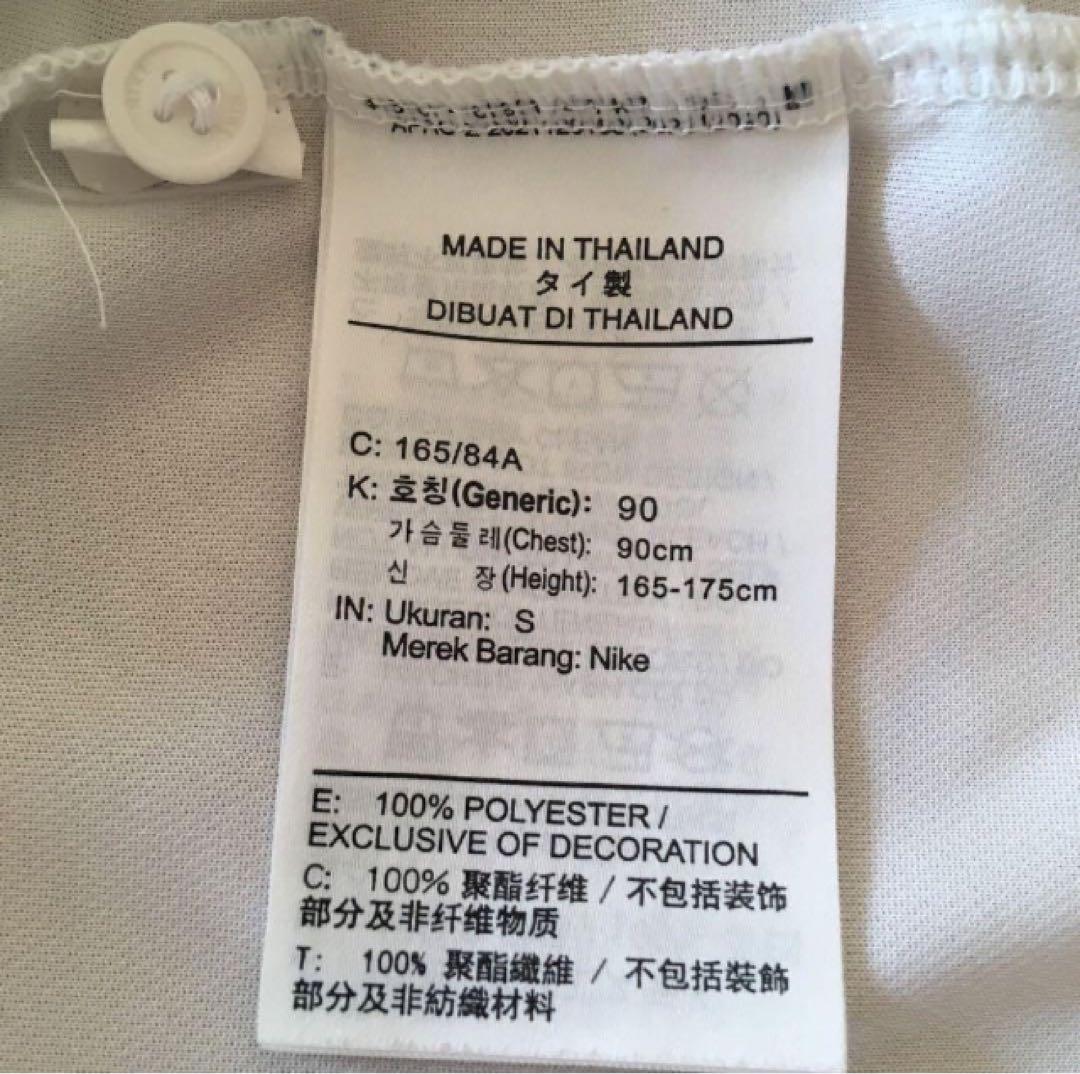 MADE IN THAILAND
タイ製
DIBUAT DI THAILAND
C: 165/84A
K: 호칭(Generic): 90
가슴둘레(Chest): 90cm
신 장(Height): 165-175cm
IN: Ukuran: S
Merek Barang: Nike
E: 100% POLYESTER /
EXCLUSIVE OF DECORATION
C: 100% 聚酯纤维 / 不包括装饰
部分及非纤维物质
T: 100% 聚酯纖維 / 不包括裝飾
部分及非紡織材料